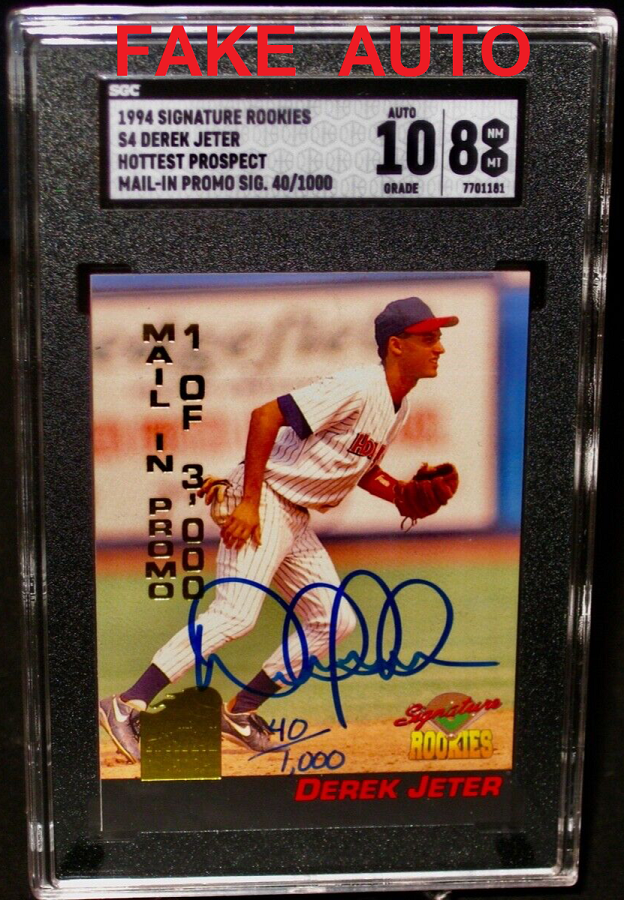 FAKE AUTO
SGC
1994 SIGNATURE ROOKIES
S4 DEREK JETER
HOTTEST PROSPECT
MAIL-IN PROMO SIG. 40/1000
AUTO
10
GRADE
8
NM
MT
7701181
MAIL IN PROMO
1 OF 3,000
40
1,000
Signature
ROOKIES
DEREK JETER